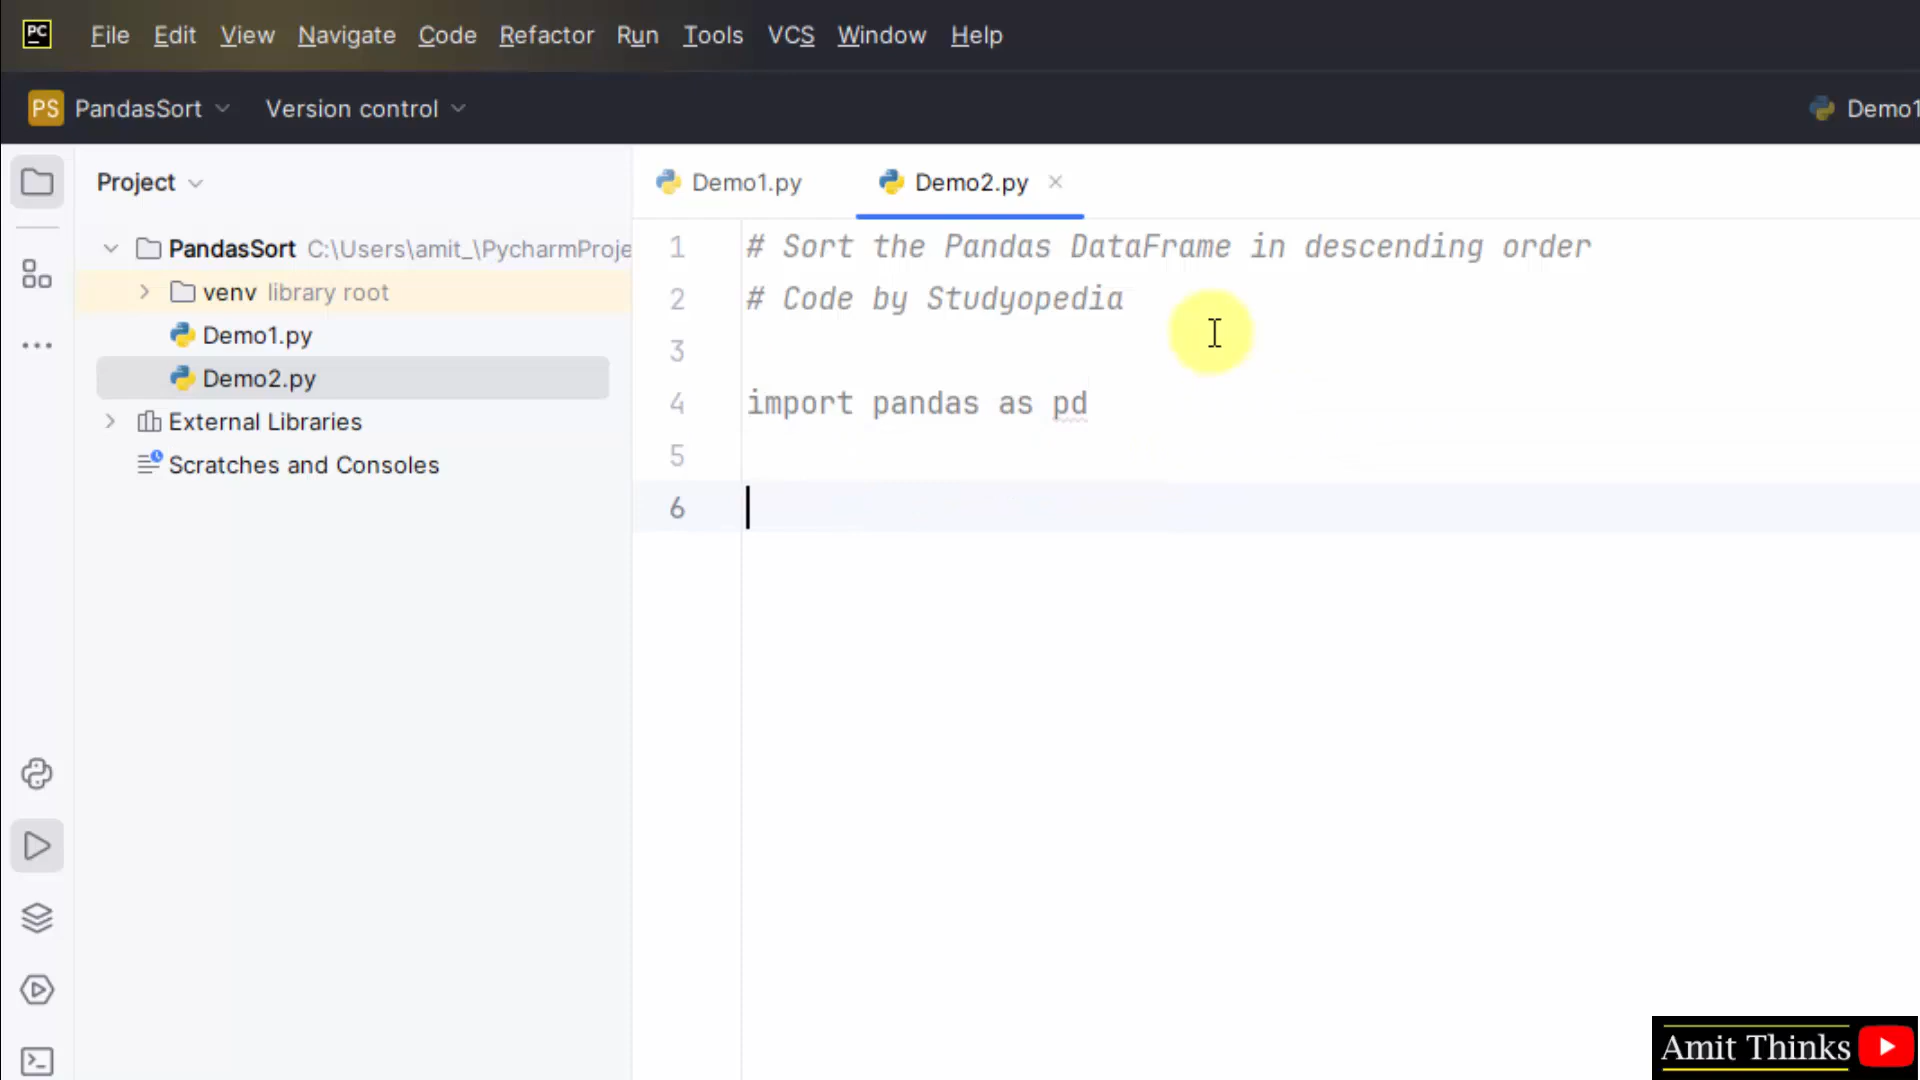 PC
File Edit View Navigate Code Refactor Run Tools VCS Window Help
PS PandasSort Version control Demo1
Project
Demo1.py Demo2.py
PandasSort C:\Users\amit_\PycharmProje
venv library root
Demo1.py
Demo2.py
External Libraries
Scratches and Consoles
1 # Sort the Pandas DataFrame in descending order
2 # Code by Studyopedia
3
4 import pandas as pd
5
6
Amit Thinks